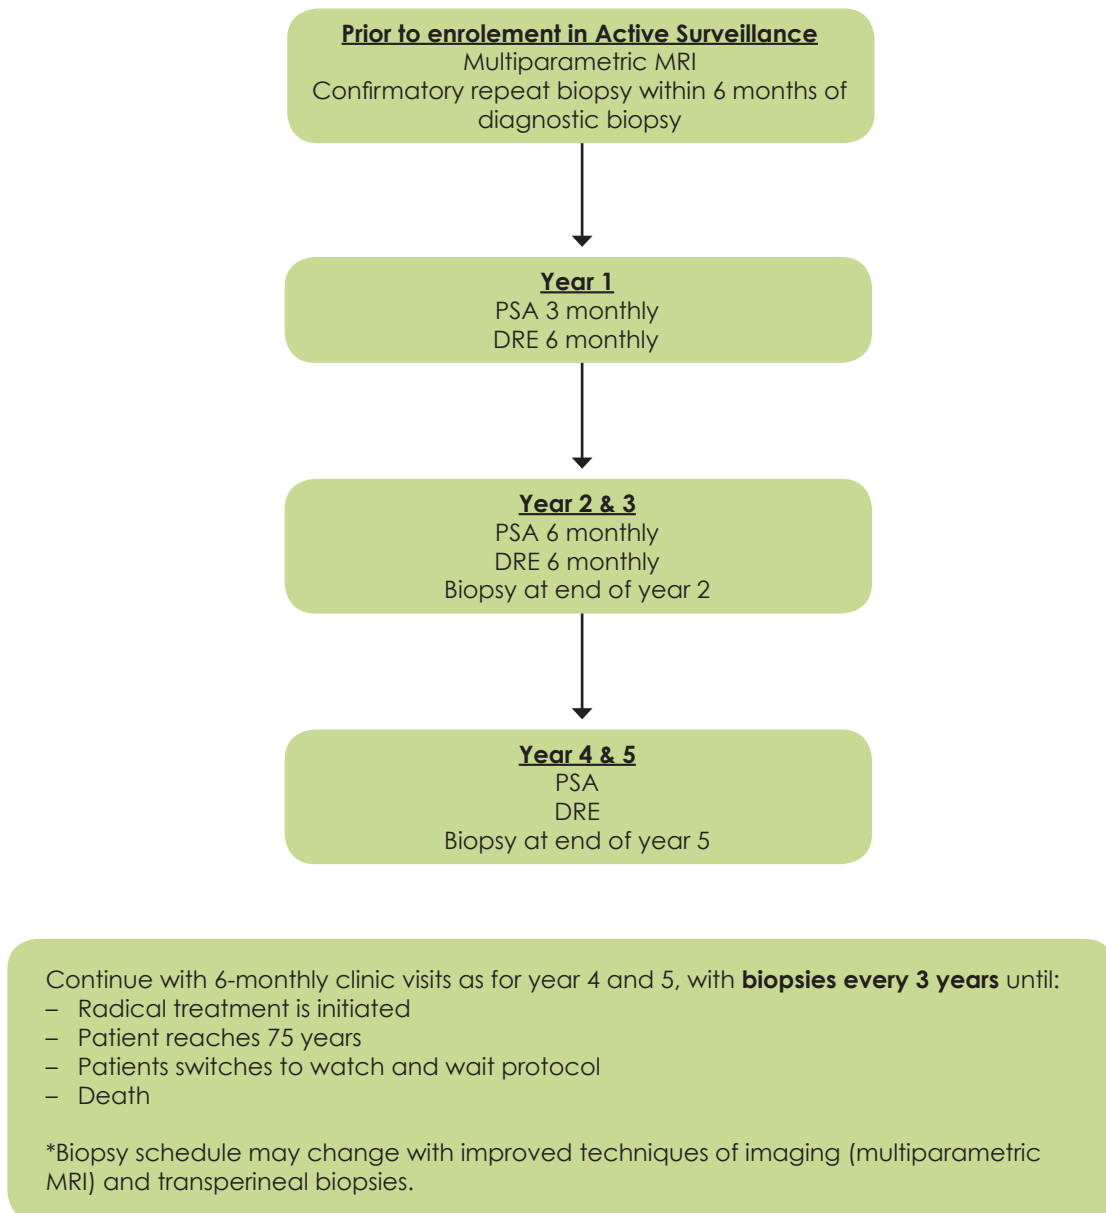 Prior to enrolement in Active Surveillance
Multiparametric MRI
Confirmatory repeat biopsy within 6 months of
diagnostic biopsy
Year 1
PSA 3 monthly
DRE 6 monthly
Year 2 & 3
PSA 6 monthly
DRE 6 monthly
Biopsy at end of year 2
Year 4 & 5
PSA
DRE
Biopsy at end of year 5
Continue with 6-monthly clinic visits as for year 4 and 5, with biopsies every 3 years until:
– Radical treatment is initiated
– Patient reaches 75 years
– Patients switches to watch and wait protocol
– Death
*Biopsy schedule may change with improved techniques of imaging (multiparametric
MRI) and transperineal biopsies.